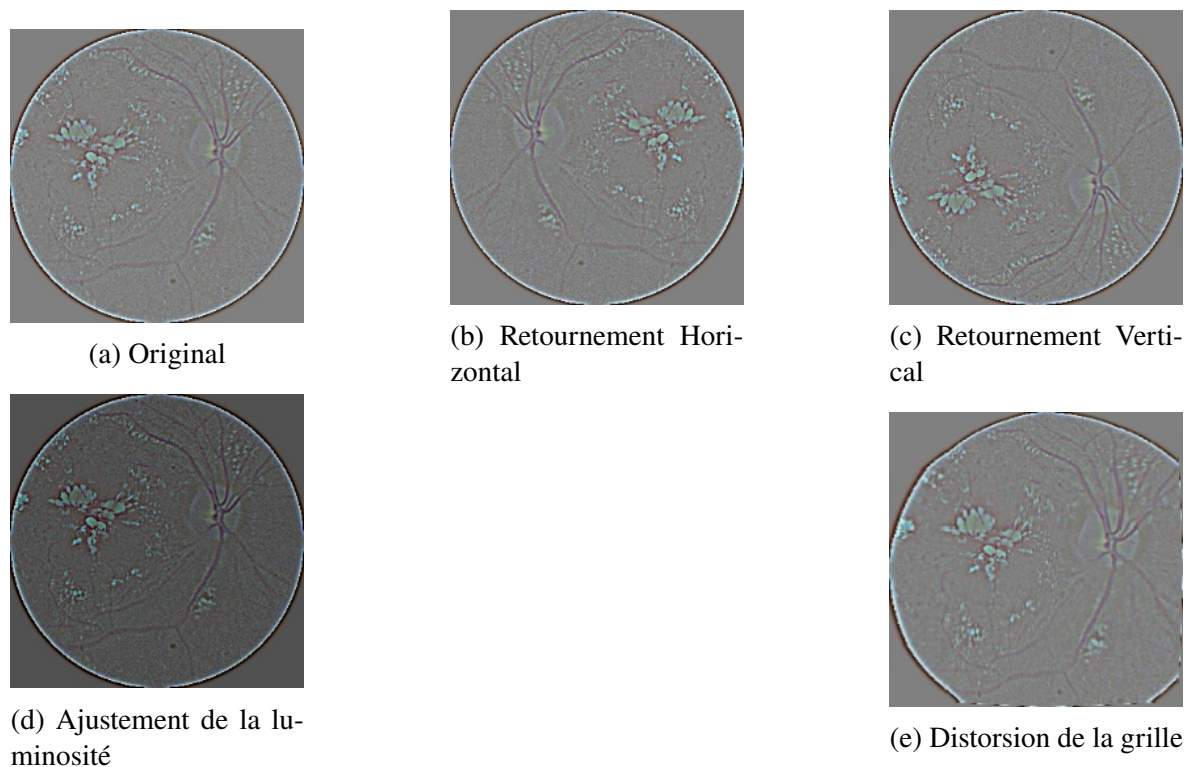 (a) Original
(b) Retournement Hori-
zontal
(c) Retournement Verti-
cal
(d) Ajustement de la lu-
minosité
(e) Distorsion de la grille